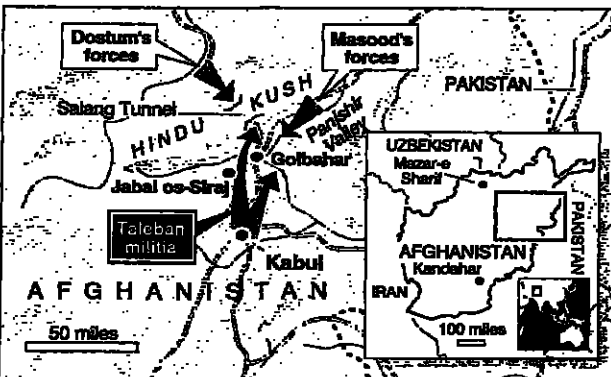 Dostum's
forces
Masood's
forces
Salang Tunnel
HINDU KUSH
PAKISTAN
Panjshir
Valley
Golbahar
Jabal os-Siraj
Taleban
militia
Kabul
AFGHANISTAN
50 miles
UZBEKISTAN
Mazar-e
Sharif
PAKISTAN
AFGHANISTAN
Kandahar
IRAN
100 miles